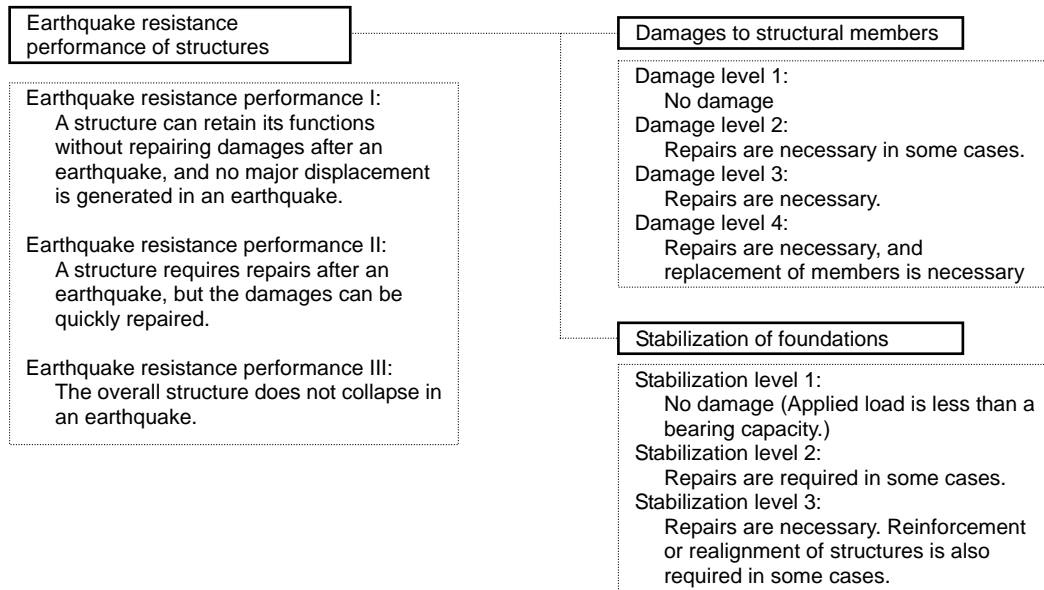 Earthquake resistance
performance of structures
Earthquake resistance performance I:
A structure can retain its functions
without repairing damages after an
earthquake, and no major displacement
is generated in an earthquake.
Earthquake resistance performance II:
A structure requires repairs after an
earthquake, but the damages can be
quickly repaired.
Earthquake resistance performance III:
The overall structure does not collapse in
an earthquake.
Damages to structural members
Damage level 1:
No damage
Damage level 2:
Repairs are necessary in some cases.
Damage level 3:
Repairs are necessary.
Damage level 4:
Repairs are necessary, and
replacement of members is necessary
Stabilization of foundations
Stabilization level 1:
No damage (Applied load is less than a
bearing capacity.)
Stabilization level 2:
Repairs are required in some cases.
Stabilization level 3:
Repairs are necessary. Reinforcement
or realignment of structures is also
required in some cases.